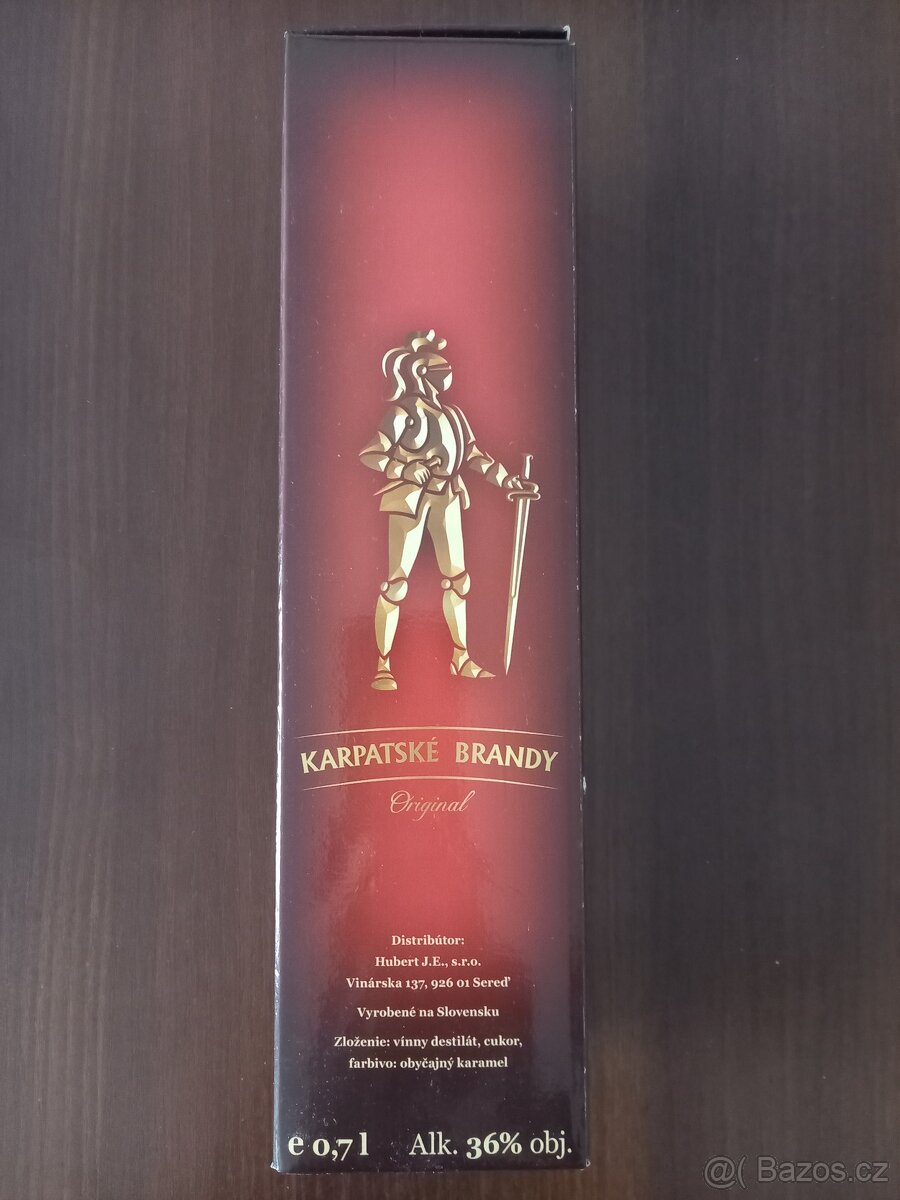 KARPATSKÉ BRANDY
Original
Distribútor:
Hubert J.E., s.r.o.
Vinárska 137, 926 01 Sereď
Vyrobené na Slovensku
Zloženie: vínny destilát, cukor,
farbivo: obyčajný karamel
e 0,7 l Alk. 36% obj.
@( Bazos.cz